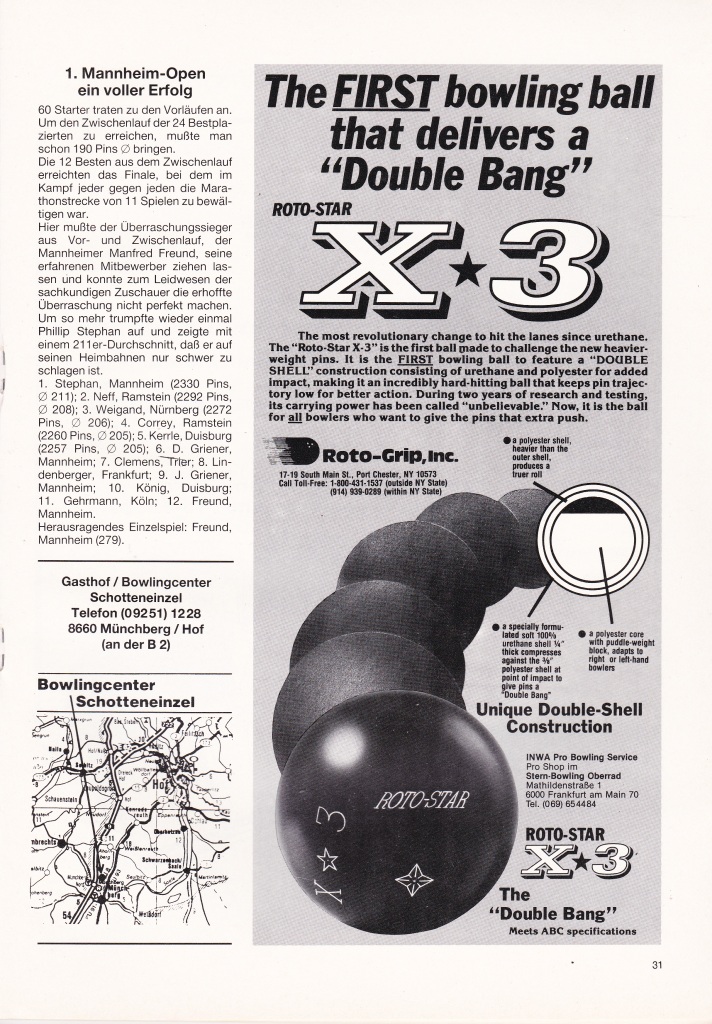 1. Mannheim-Open
ein voller Erfolg
60 Starter traten zu den Vorläufen an.
Um den Zwischenlauf der 24 Bestpla-
zierten zu erreichen, mußte man
schon 190 Pins ∅ bringen.
Die 12 Besten aus dem Zwischenlauf
erreichten das Finale, bei dem im
Kampf jeder gegen jeden die Mara-
thonstrecke von 11 Spielen zu bewäl-
tigen war.
Hier mußte der Überraschungssieger
aus Vor- und Zwischenlauf, der
Mannheimer Manfred Freund, seine
erfahrenen Mitbewerber ziehen las-
sen und konnte zum Leidwesen der
sachkundigen Zuschauer die erhoffte
Überraschung nicht perfekt machen.
Um so mehr trumpfte wieder einmal
Phillip Stephan auf und zeigte mit
einem 211er-Durchschnitt, daß er auf
seinen Heimbahnen nur schwer zu
schlagen ist.
1. Stephan, Mannheim (2330 Pins,
∅ 211); 2. Neff, Ramstein (2292 Pins,
∅ 208); 3. Weigand, Nürnberg (2272
Pins, ∅ 206); 4. Correy, Ramstein
(2260 Pins, ∅ 205); 5. Kerrle, Duisburg
(2257 Pins, ∅ 205); 6. D. Griener,
Mannheim; 7. Clemens, Trier; 8. Lin-
denberger, Frankfurt; 9. J. Griener,
Mannheim; 10. König, Duisburg;
11. Gehrmann, Köln; 12. Freund,
Mannheim.
Herausragendes Einzelspiel: Freund,
Mannheim (279).
Gasthof / Bowlingcenter
Schotteneinzel
Telefon (09251) 1228
8660 Münchberg / Hof
(an der B 2)
Bowlingcenter
Schotteneinzel
Hof
Schauenstein
Weißdorf
54
The FIRST bowling ball
that delivers a
"Double Bang"
ROTO-STAR
X★3
The most revolutionary change to hit the lanes since urethane.
The "Roto-Star X-3" is the first ball made to challenge the new heavier-
weight pins. It is the FIRST bowling ball to feature a "DOUBLE
SHELL" construction consisting of urethane and polyester for added
impact, making it an incredibly hard-hitting ball that keeps pin trajec-
tory low for better action. During two years of research and testing,
its carrying power has been called "unbelievable." Now, it is the ball
for all bowlers who want to give the pins that extra push.
Roto-Grip, Inc.
17-19 South Main St., Port Chester, NY 10573
Call Toll-Free: 1-800-431-1537 (outside NY State)
(914) 939-0289 (within NY State)
● a polyester shell,
heavier than the
outer shell,
produces a
truer roll
● a specially formu-
lated soft 100%
urethane shell ¼"
thick compresses
against the ⅜"
polyester shell at
point of impact to
give pins a
"Double Bang"
● a polyester core
with puddle-weight
block, adapts to
right or left-hand
bowlers
Unique Double-Shell
Construction
ROTO-STAR
X☆3
INWA Pro Bowling Service
Pro Shop im
Stern-Bowling Oberrad
Mathildenstraße 1
6000 Frankfurt am Main 70
Tel. (069) 654484
ROTO-STAR
X★3
The
"Double Bang"
Meets ABC specifications
31